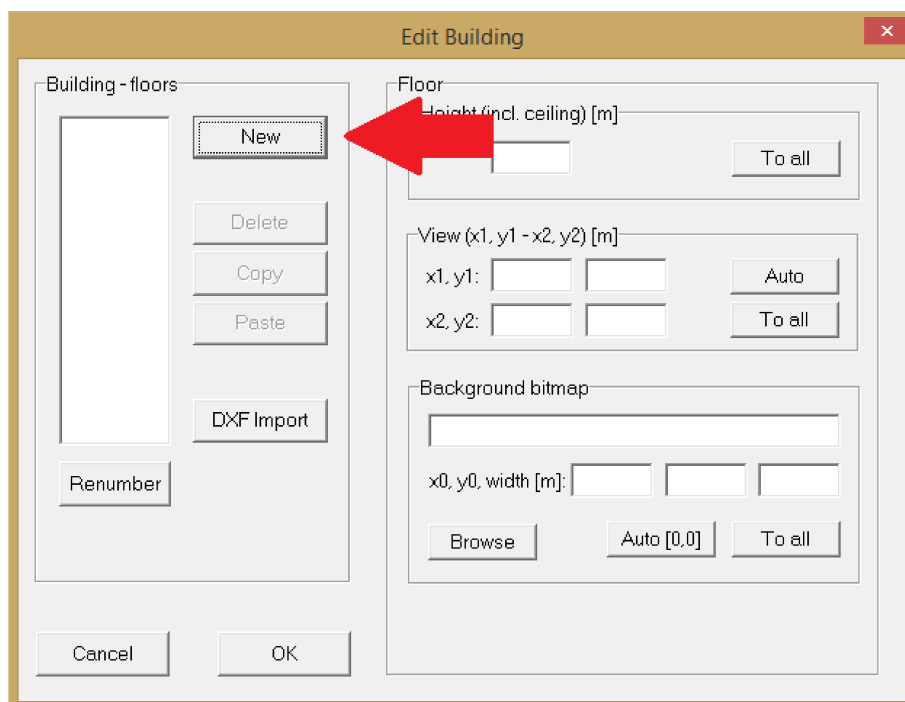 Edit Building
Building - floors
New
Delete
Copy
Paste
DXF Import
Renumber
Cancel
OK
Floor
Height (incl. ceiling) [m]
To all
View (x1, y1 - x2, y2) [m]
x1, y1:
Auto
x2, y2:
To all
Background bitmap
x0, y0, width [m]:
Browse
Auto [0,0]
To all